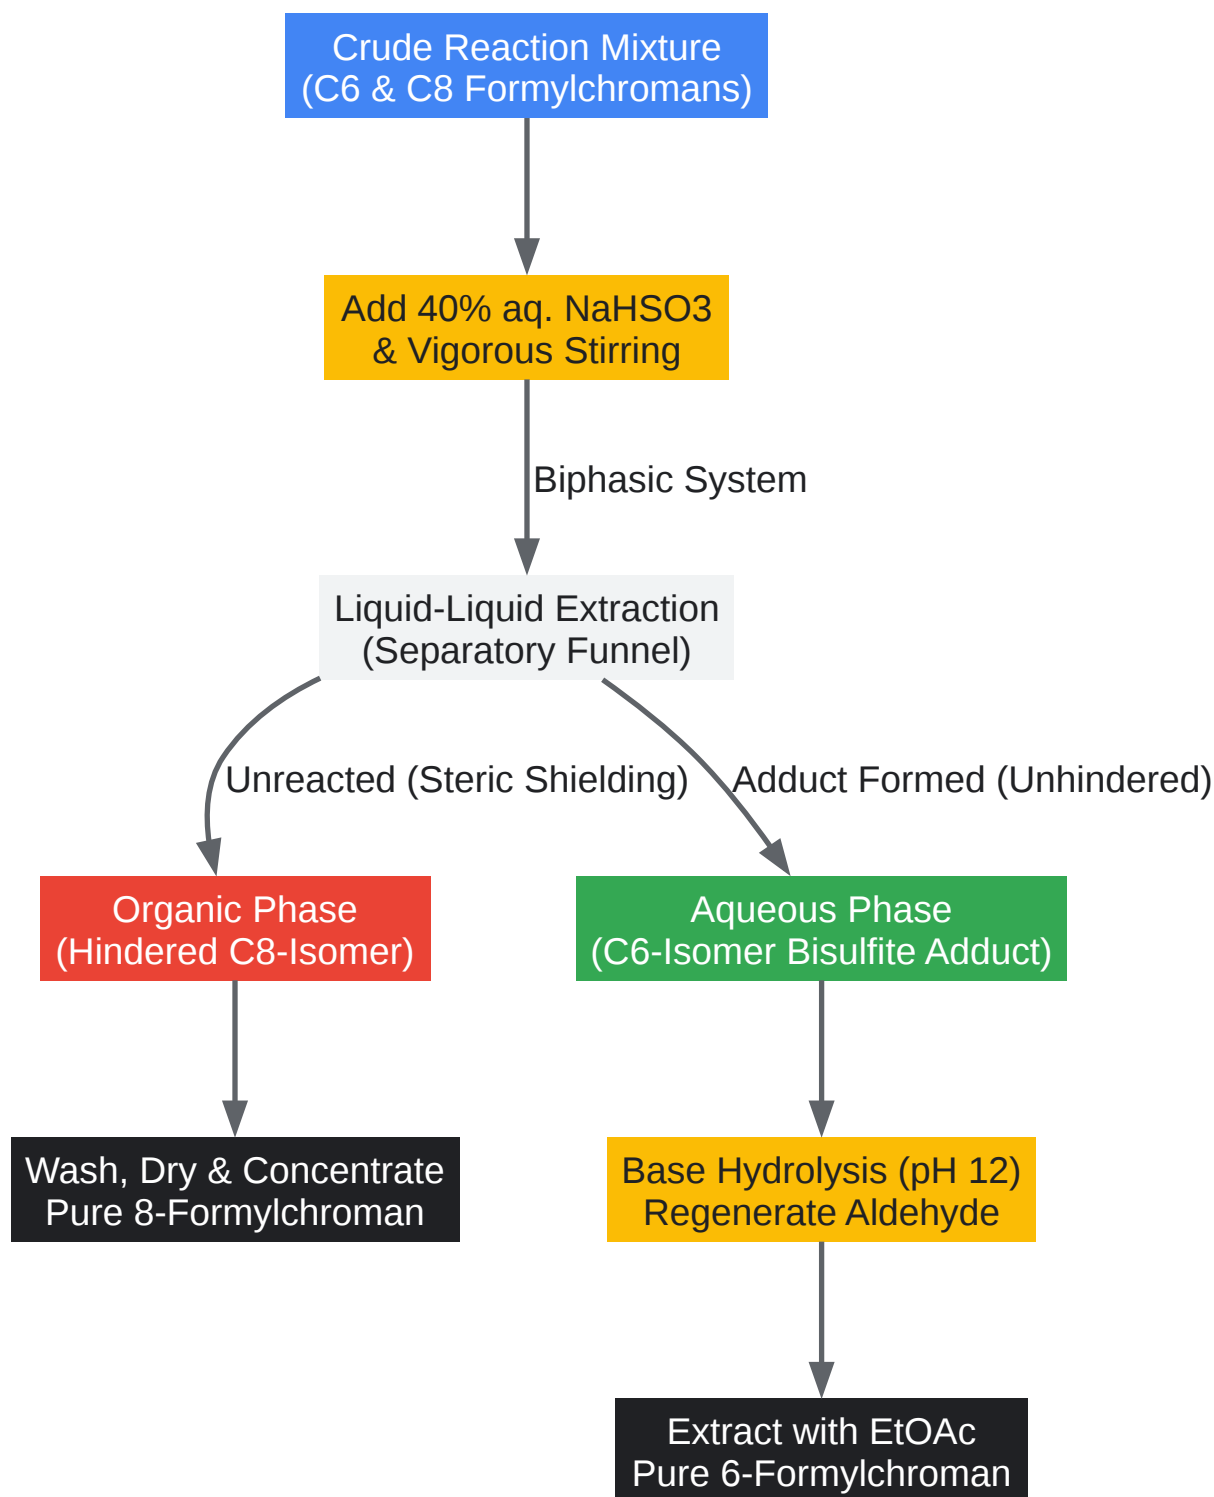 Crude Reaction Mixture
(C6 & C8 Formylchromans)
Add 40% aq. NaHSO3
& Vigorous Stirring
Biphasic System
Liquid-Liquid Extraction
(Separatory Funnel)
Unreacted (Steric Shielding)
Adduct Formed (Unhindered)
Organic Phase
(Hindered C8-Isomer)
Aqueous Phase
(C6-Isomer Bisulfite Adduct)
Wash, Dry & Concentrate
Pure 8-Formylchroman
Base Hydrolysis (pH 12)
Regenerate Aldehyde
Extract with EtOAc
Pure 6-Formylchroman